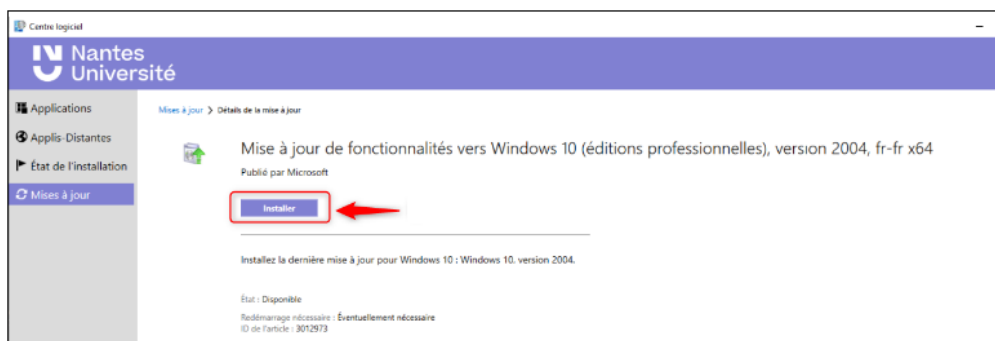 Centre logiciel
Nantes
Université
Applications
Mises à jour > Détails de la mise à jour
Applis-Distantes
Mise à jour de fonctionnalités vers Windows 10 (éditions professionnelles), version 2004, fr-fr x64
État de l'installation
Publié par Microsoft
Mises à jour
Installer
Installez la dernière mise à jour pour Windows 10 : Windows 10. version 2004.
État : Disponible
Redémarrage nécessaire : Éventuellement nécessaire
ID de l'article : 3012973